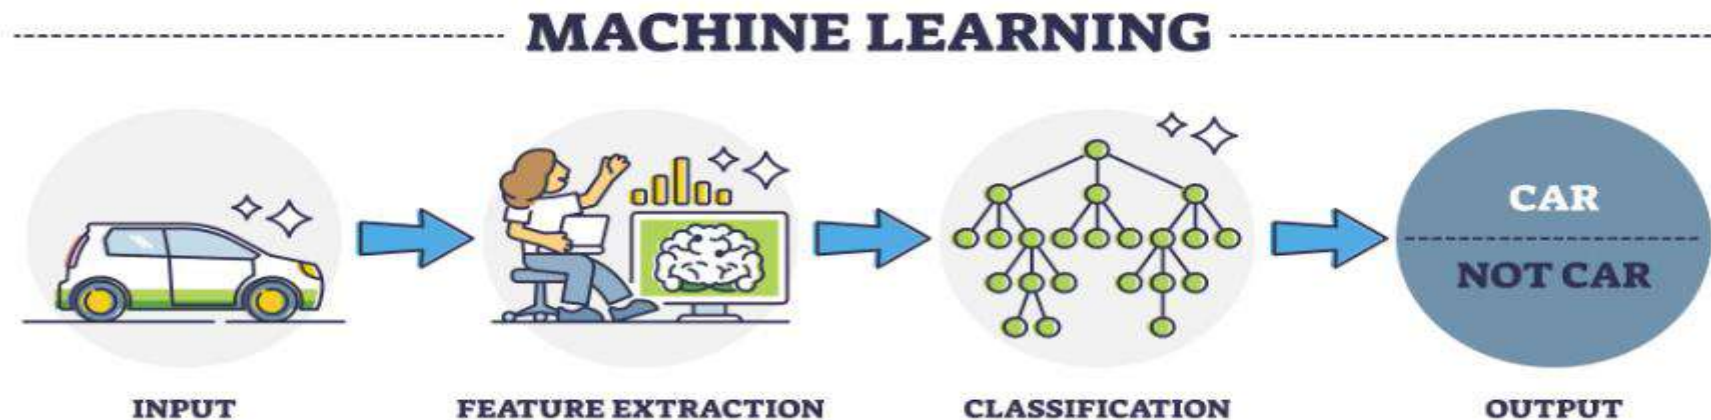 MACHINE LEARNING
CAR
NOT CAR
INPUT
FEATURE EXTRACTION
CLASSIFICATION
OUTPUT